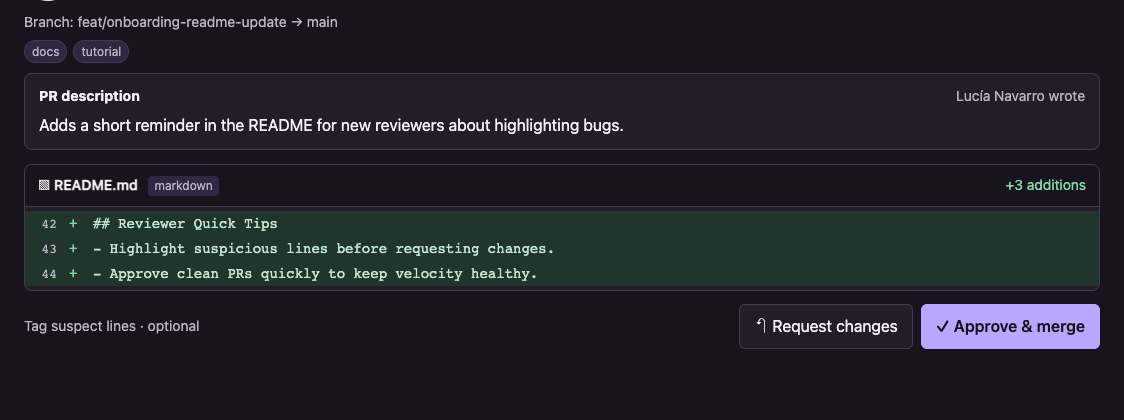 Branch: feat/onboarding-readme-update → main
docs tutorial
PR description
Lucía Navarro wrote
Adds a short reminder in the README for new reviewers about highlighting bugs.
README.md markdown
+3 additions
42 + ## Reviewer Quick Tips
43 + - Highlight suspicious lines before requesting changes.
44 + - Approve clean PRs quickly to keep velocity healthy.
Tag suspect lines · optional
Request changes
✓ Approve & merge